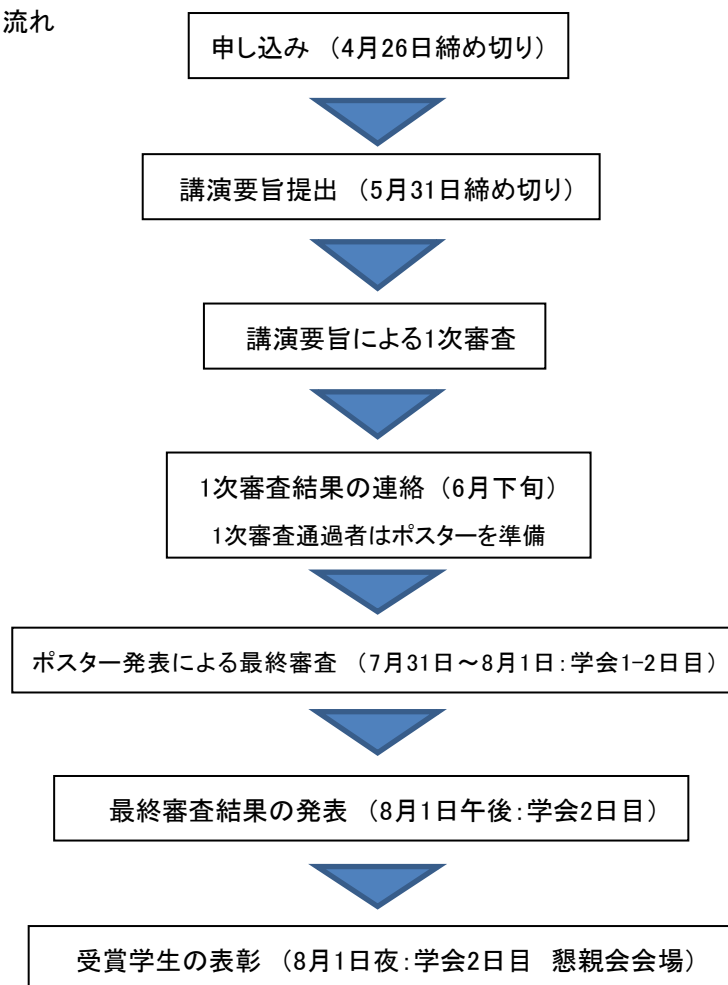 流れ
申し込み （4月26日締め切り）
講演要旨提出 （5月31日締め切り）
講演要旨による1次審査
1次審査結果の連絡 （6月下旬）
1次審査通過者はポスターを準備
ポスター発表による最終審査 （7月31日～8月1日：学会1-2日目）
最終審査結果の発表 （8月1日午後：学会2日目）
受賞学生の表彰 （8月1日夜：学会2日目　懇親会会場）